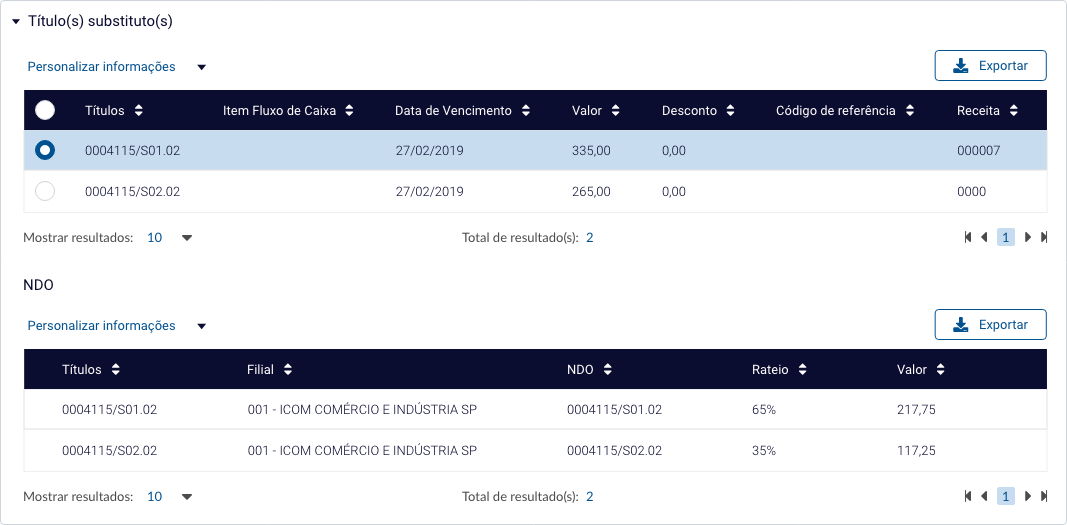 Título(s) substituto(s)
Personalizar informações
Exportar
Títulos Item Fluxo de Caixa Data de Vencimento Valor Desconto Código de referência Receita
0004115/S01.02 27/02/2019 335,00 0,00 000007
0004115/S02.02 27/02/2019 265,00 0,00 0000
Mostrar resultados: 10 Total de resultado(s): 2 1
NDO
Personalizar informações
Exportar
Títulos Filial NDO Rateio Valor
0004115/S01.02 001 - ICOM COMÉRCIO E INDÚSTRIA SP 0004115/S01.02 65% 217,75
0004115/S02.02 001 - ICOM COMÉRCIO E INDÚSTRIA SP 0004115/S02.02 35% 117,25
Mostrar resultados: 10 Total de resultado(s): 2 1